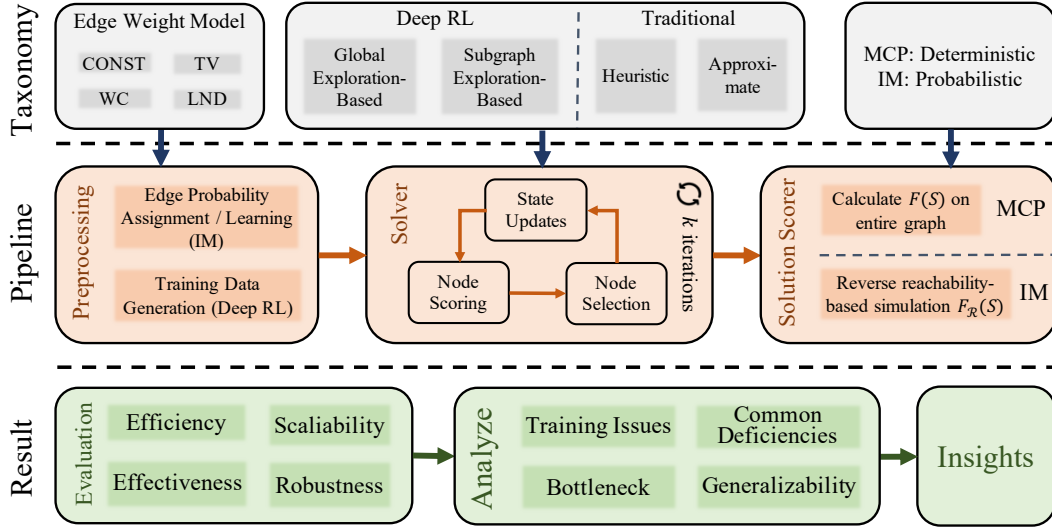 Taxonomy
Edge Weight Model
CONST
TV
WC
LND
Deep RL
Traditional
Global
Exploration-
Based
Subgraph
Exploration-
Based
Heuristic
Approxi-
mate
MCP: Deterministic
IM: Probabilistic
Pipeline
Preprocessing
Edge Probability
Assignment / Learning
(IM)
Training Data
Generation (Deep RL)
Solver
State
Updates
Node
Scoring
Node
Selection
k iterations
Solution Scorer
Calculate F(S) on
entire graph
MCP
Reverse reachability-
based simulation F_ℛ(S)
IM
Result
Evaluation
Efficiency
Scaliability
Effectiveness
Robustness
Analyze
Training Issues
Common
Deficiencies
Bottleneck
Generalizability
Insights